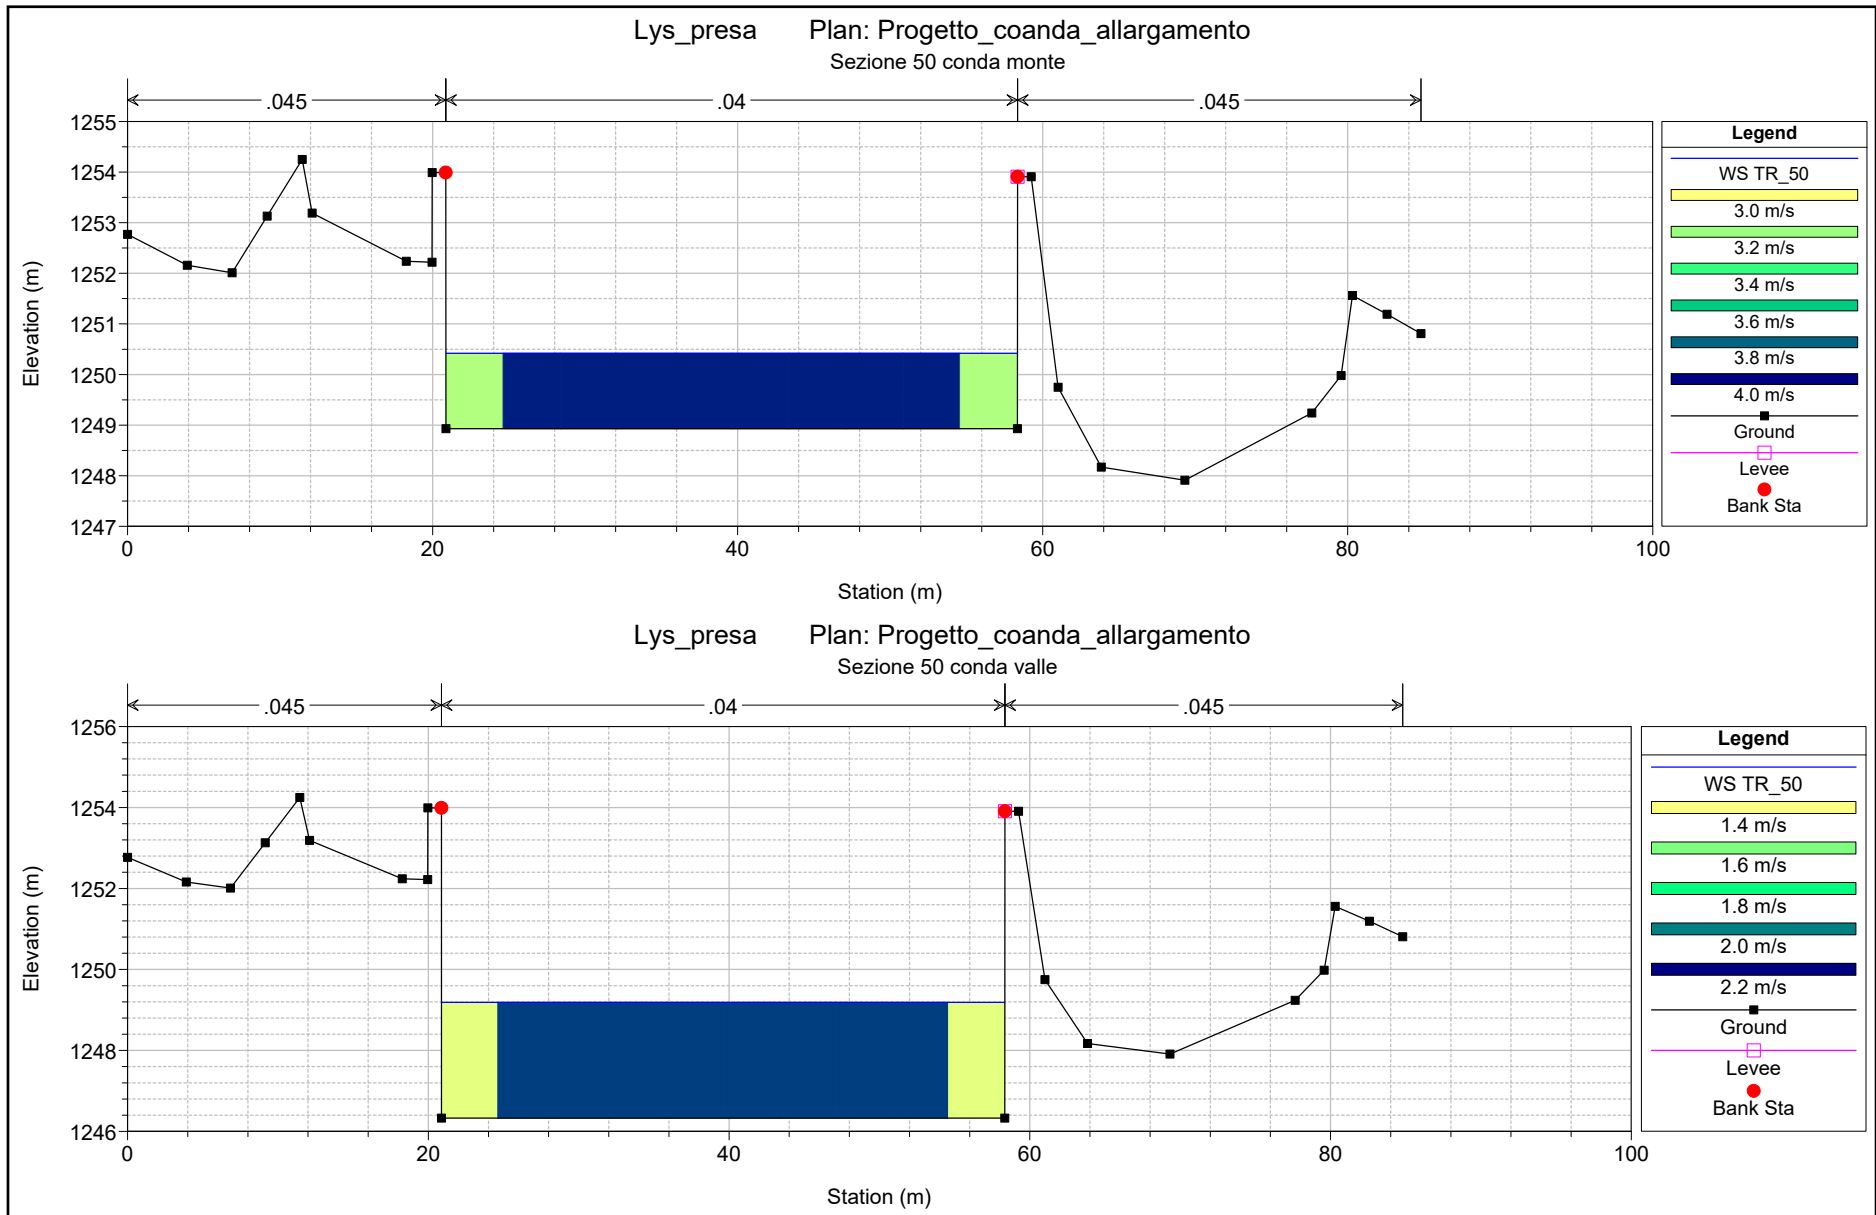 Lys_presa Plan: Progetto_coanda_allargamento
Sezione 50 conda monte
.045 .04 .045
1255
1254
1253
1252
1251
1250
1249
1248
1247
Elevation (m)
0 20 40 60 80 100
Station (m)
Legend
WS TR_50
3.0 m/s
3.2 m/s
3.4 m/s
3.6 m/s
3.8 m/s
4.0 m/s
Ground
Levee
Bank Sta
Lys_presa Plan: Progetto_coanda_allargamento
Sezione 50 conda valle
.045 .04 .045
1256
1254
1252
1250
1248
1246
Elevation (m)
0 20 40 60 80 100
Station (m)
Legend
WS TR_50
1.4 m/s
1.6 m/s
1.8 m/s
2.0 m/s
2.2 m/s
Ground
Levee
Bank Sta